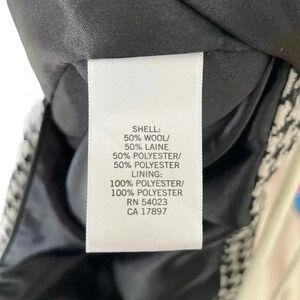 SHELL:
50% WOOL/
50% LAINE
50% POLYESTER/
50% POLYESTER
LINING:
100% POLYESTER/
100% POLYESTER
RN 54023
CA 17897